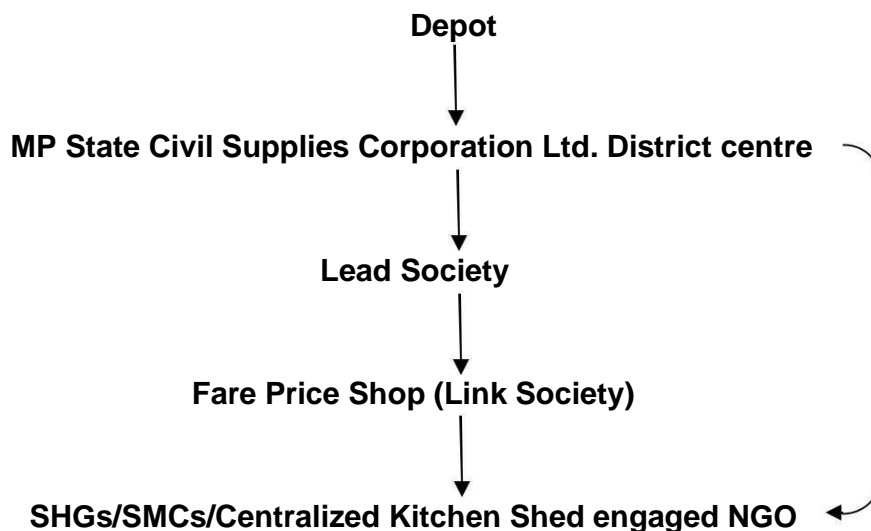 Depot
MP State Civil Supplies Corporation Ltd. District centre
Lead Society
Fare Price Shop (Link Society)
SHGs/SMCs/Centralized Kitchen Shed engaged NGO